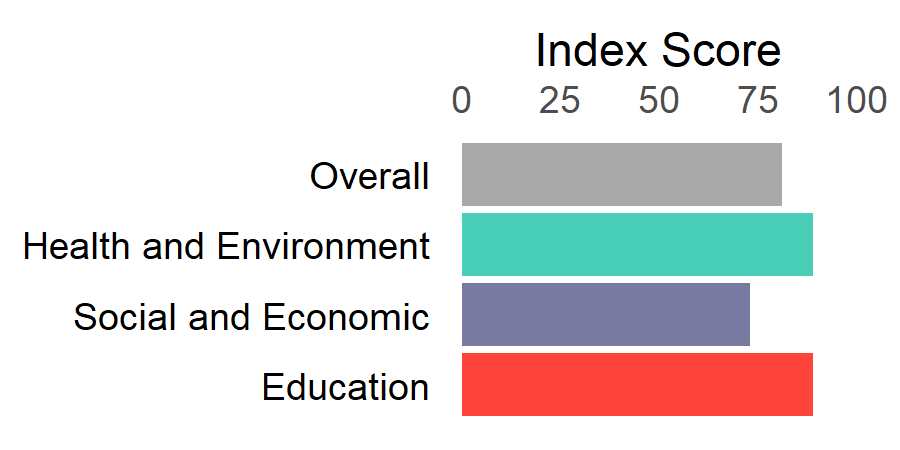 Index Score
0 25 50 75 100
Overall
Health and Environment
Social and Economic
Education